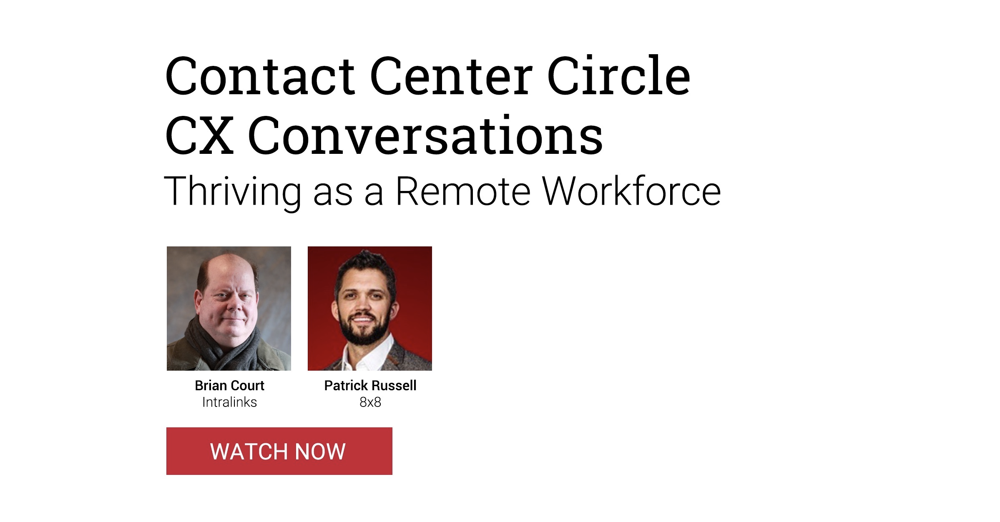 Contact Center Circle
CX Conversations
Thriving as a Remote Workforce
Brian Court
Intralinks
Patrick Russell
8x8
WATCH NOW